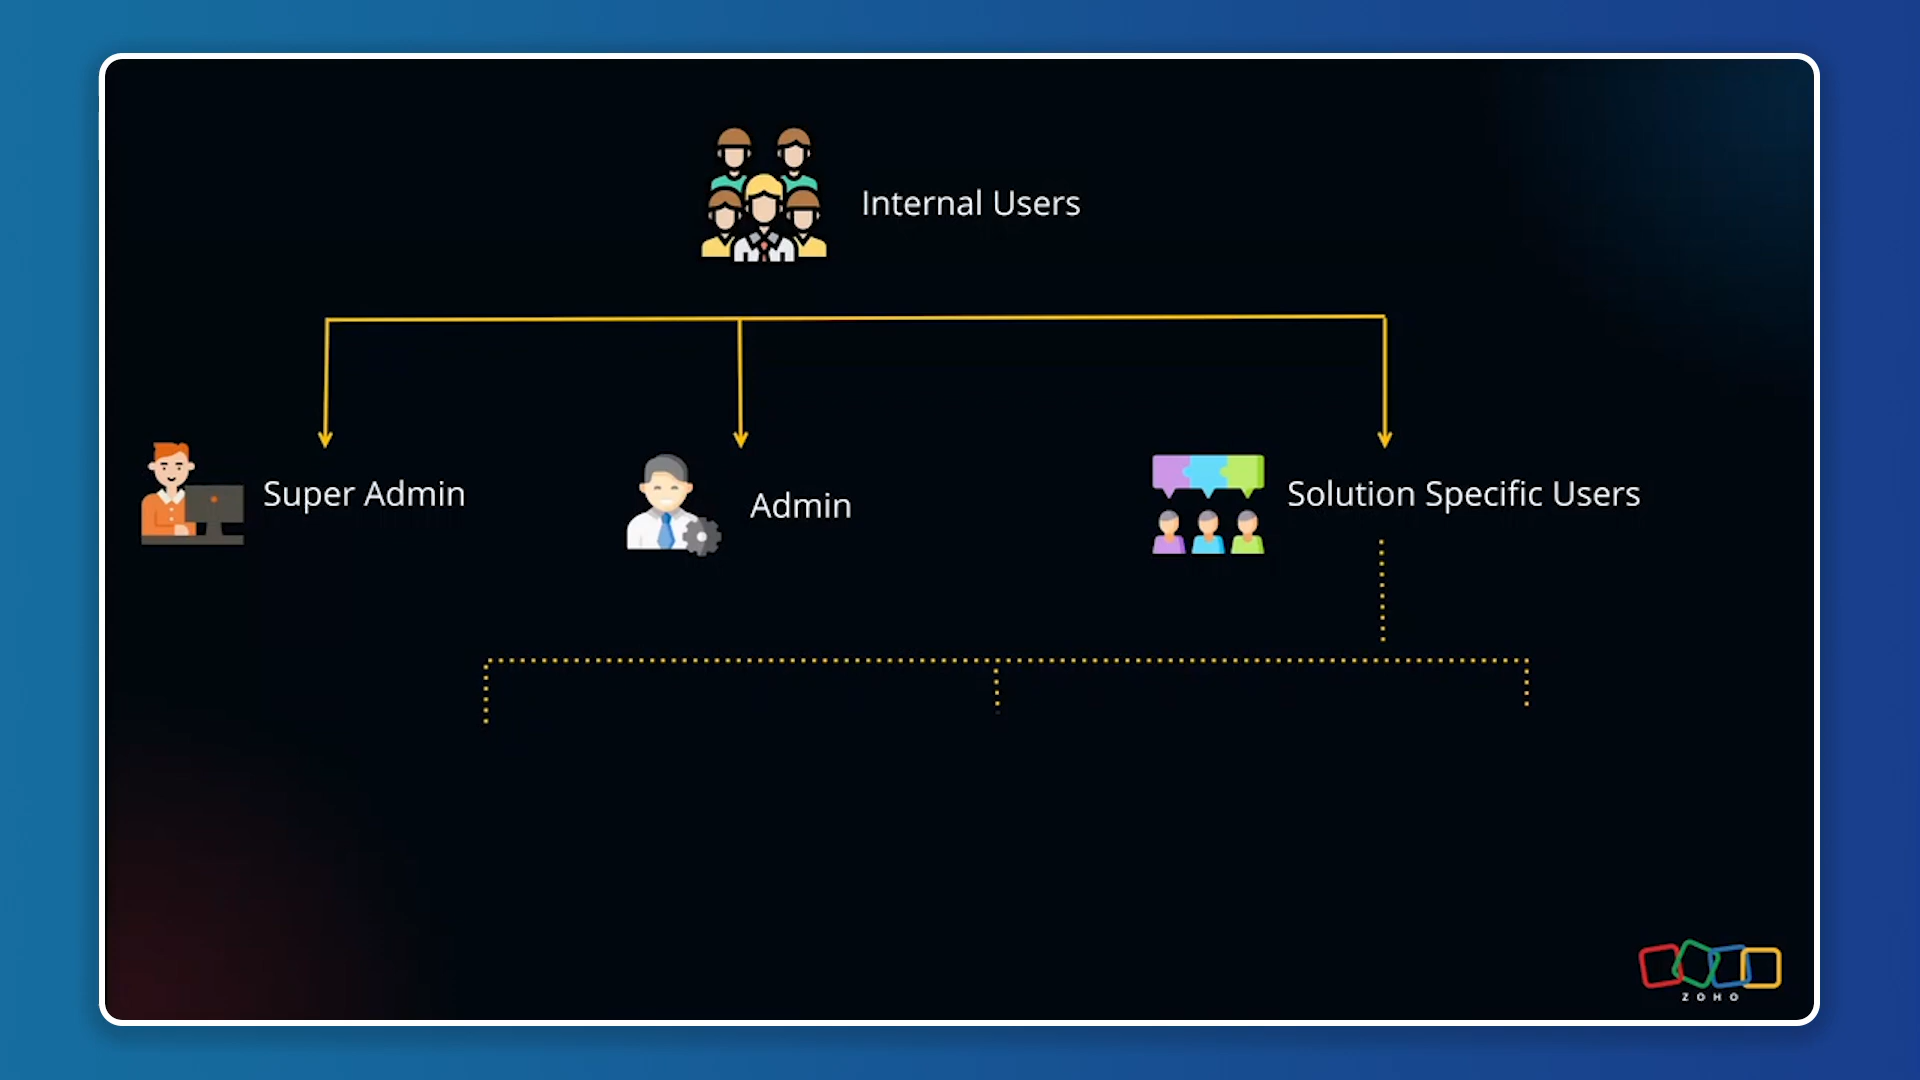 Internal Users
Super Admin
Admin
Solution Specific Users
ZOHO